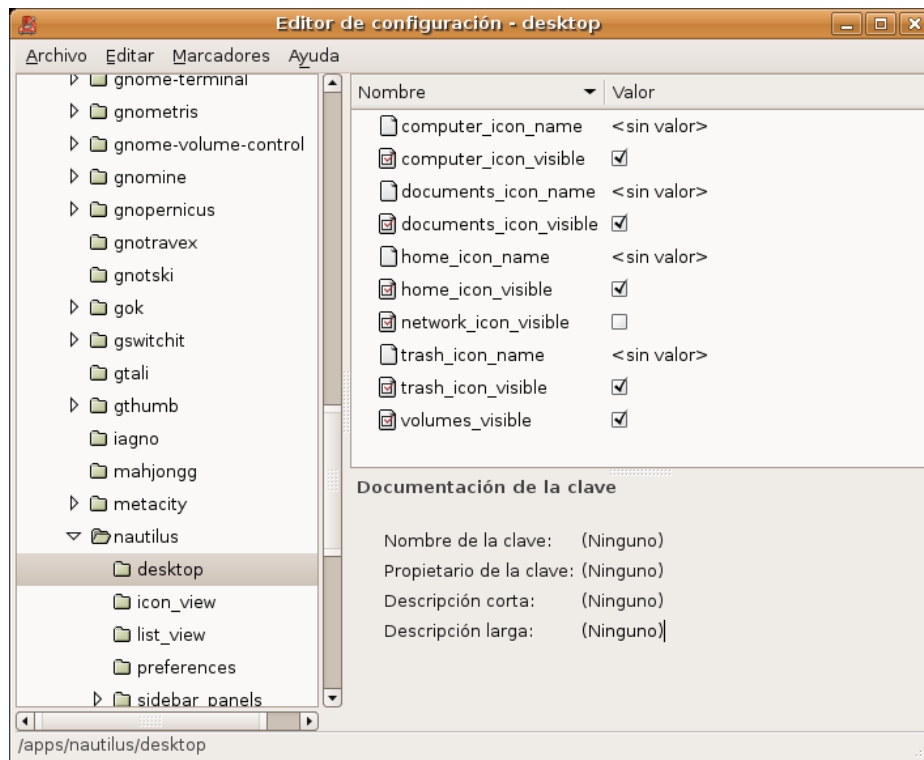 Editor de configuración - desktop
Archivo Editar Marcadores Ayuda
gnome-terminal
gnometris
gnome-volume-control
gnomine
gnopernicus
gnotravex
gnotski
gok
gswitchit
gtali
gthumb
iagno
mahjongg
metacity
nautilus
desktop
icon_view
list_view
preferences
sidebar_panels
Nombre Valor
computer_icon_name <sin valor>
computer_icon_visible
documents_icon_name <sin valor>
documents_icon_visible
home_icon_name <sin valor>
home_icon_visible
network_icon_visible
trash_icon_name <sin valor>
trash_icon_visible
volumes_visible
Documentación de la clave
Nombre de la clave: (Ninguno)
Propietario de la clave: (Ninguno)
Descripción corta: (Ninguno)
Descripción larga: (Ninguno)
/apps/nautilus/desktop